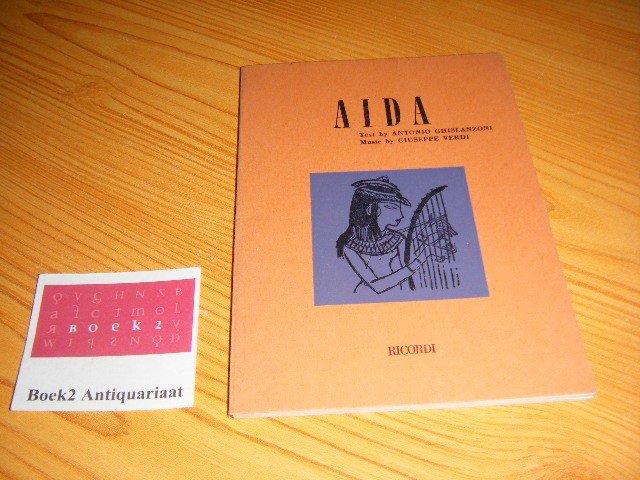 AIDA
Text by ANTONIO GHISLANZONI
Music by GIUSEPPE VERDI
RICORDI
BOEK2
Boek2 Antiquariaat